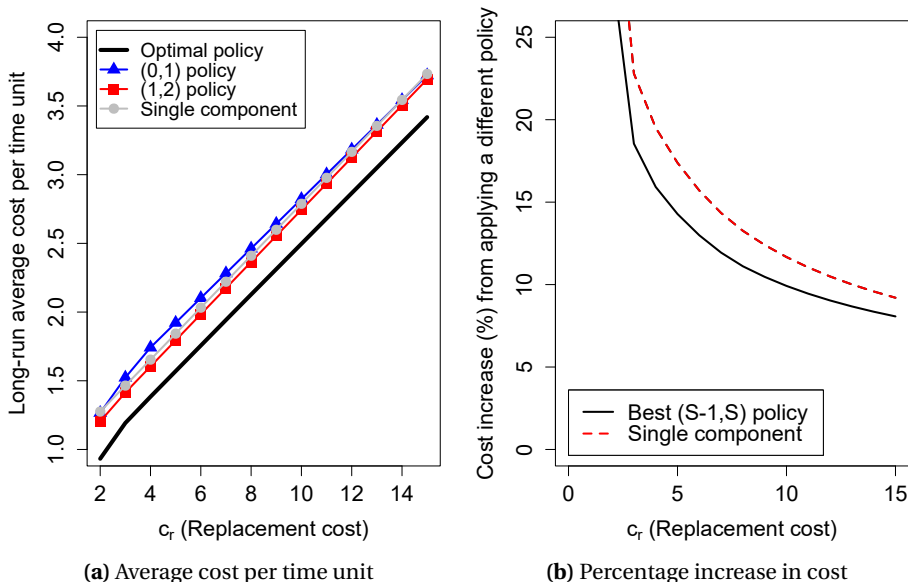 Long-run average cost per time unit
4.0
3.5
3.0
2.5
2.0
1.5
1.0
Optimal policy
(0,1) policy
(1,2) policy
Single component
2 4 6 8 10 12 14
c_r (Replacement cost)
(a) Average cost per time unit
Cost increase (%) from applying a different policy
25
20
15
10
5
0
Best (S-1,S) policy
Single component
0 5 10 15
c_r (Replacement cost)
(b) Percentage increase in cost